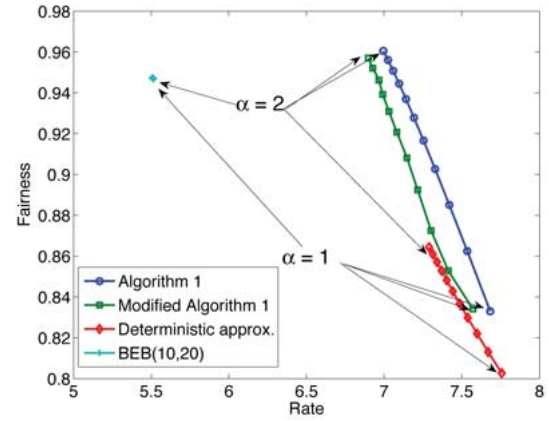 0.98
0.96
0.94
0.92
0.9
0.88
0.86
0.84
0.82
0.8
Fairness
α = 2
α = 1
Algorithm 1
Modified Algorithm 1
Deterministic approx.
BEB(10,20)
5 5.5 6 6.5 7 7.5 8
Rate